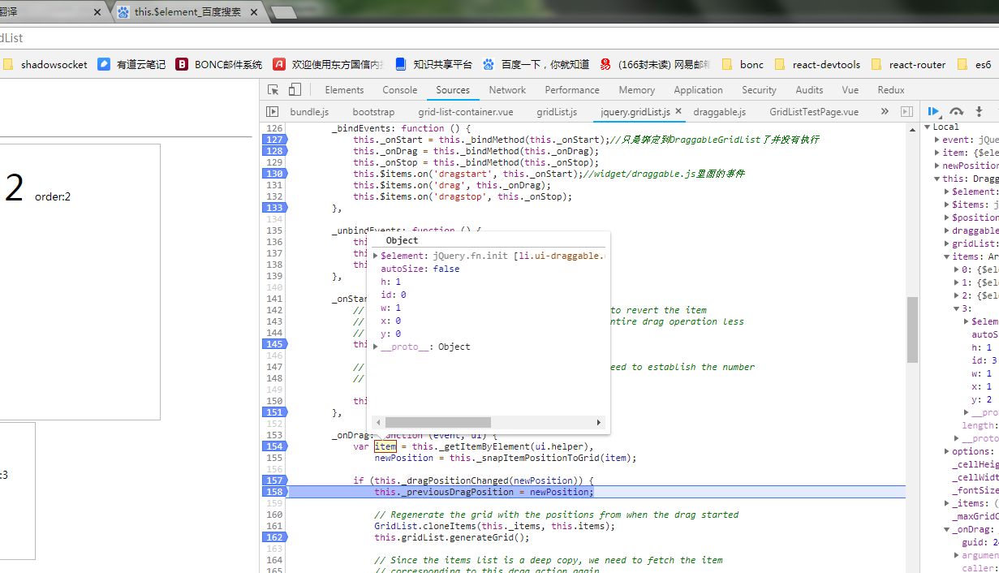 翻译 × this.$element_百度搜索 ×
dList
shadowsocket 有道云笔记 BONC邮件系统 欢迎使用东方国信内 知识共享平台 百度一下，你就知道 (166封未读) 网易邮箱 bonc react-devtools react-router es6
Elements Console Sources Network Performance Memory Application Security Audits Vue Redux
bundle.js bootstrap grid-list-container.vue gridList.js jquery.gridList.js × draggable.js GridListTestPage.vue »
2 order:2
:3
126 _bindEvents: function () {
127 this._onStart = this._bindMethod(this._onStart);//只是绑定到DraggableGridList了并没有执行
128 this._onDrag = this._bindMethod(this._onDrag);
129 this._onStop = this._bindMethod(this._onStop);
130 this.$items.on('dragstart', this._onStart);//widget/draggable.js里面的事件
131 this.$items.on('drag', this._onDrag);
132 this.$items.on('dragstop', this._onStop);
133 },
134
135 _unbindEvents: function () {
136 thi
137 thi
138 thi
139 },
140
141 _onStar
142 // to revert the item
143 // ntire drag operation less
144 //
145 thi
146
147 // eed to establish the number
148 //
149
150 thi
151 },
152
153 _onDrag: function (event, ui) {
154 var item = this._getItemByElement(ui.helper),
155 newPosition = this._snapItemPositionToGrid(item);
156
157 if (this._dragPositionChanged(newPosition)) {
158 this._previousDragPosition = newPosition;
159
160 // Regenerate the grid with the positions from when the drag started
161 GridList.cloneItems(this._items, this.items);
162 this.gridList.generateGrid();
163
164 // Since the items list is a deep copy, we need to fetch the item
165 // corresponding to this drag action again
Object
$element: jQuery.fn.init [li.ui-draggable.
autoSize: false
h: 1
id: 0
w: 1
x: 0
y: 0
__proto__: Object
Local
event: jQue
item: {$ele
newPosition
this: Dragg
$element:
$items: j
$position
draggable
gridList:
items: Ar
0: {$el
1: {$el
2: {$el
3:
$elem
autoS
h: 1
id: 3
w: 1
x: 1
y: 2
__pro
length:
__proto
options:
_cellHeig
_cellWidt
_fontSize
_items: (
_maxGridC
_onDrag:
guid: 24
argumen
caller: